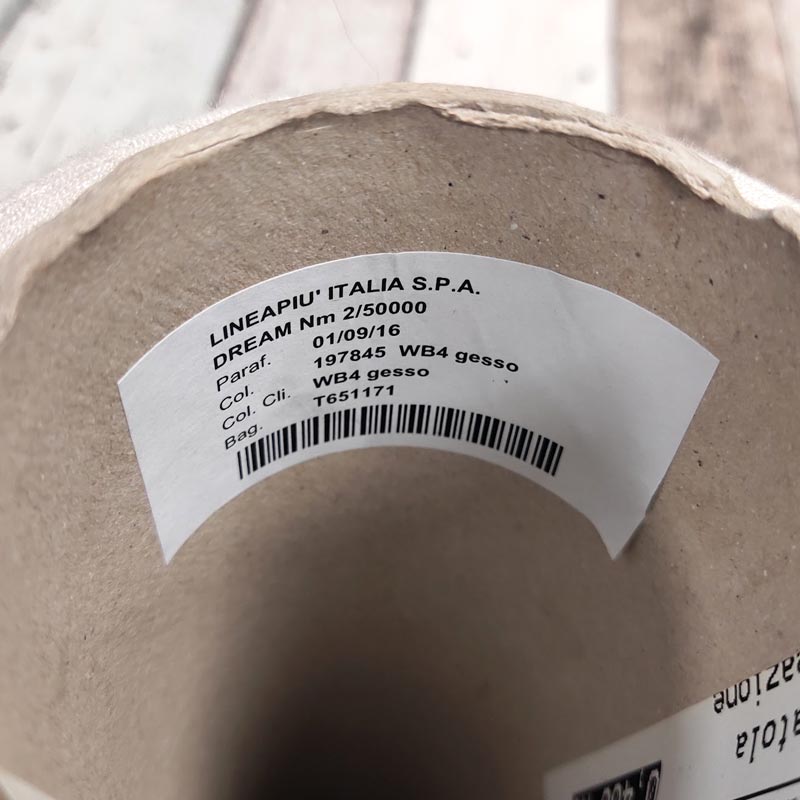 LINEAPIU' ITALIA S.P.A.
DREAM Nm 2/50000
Paraf. 01/09/16
Col. 197845 WB4 gesso
Col. Cli. WB4 gesso
Bag. T651171